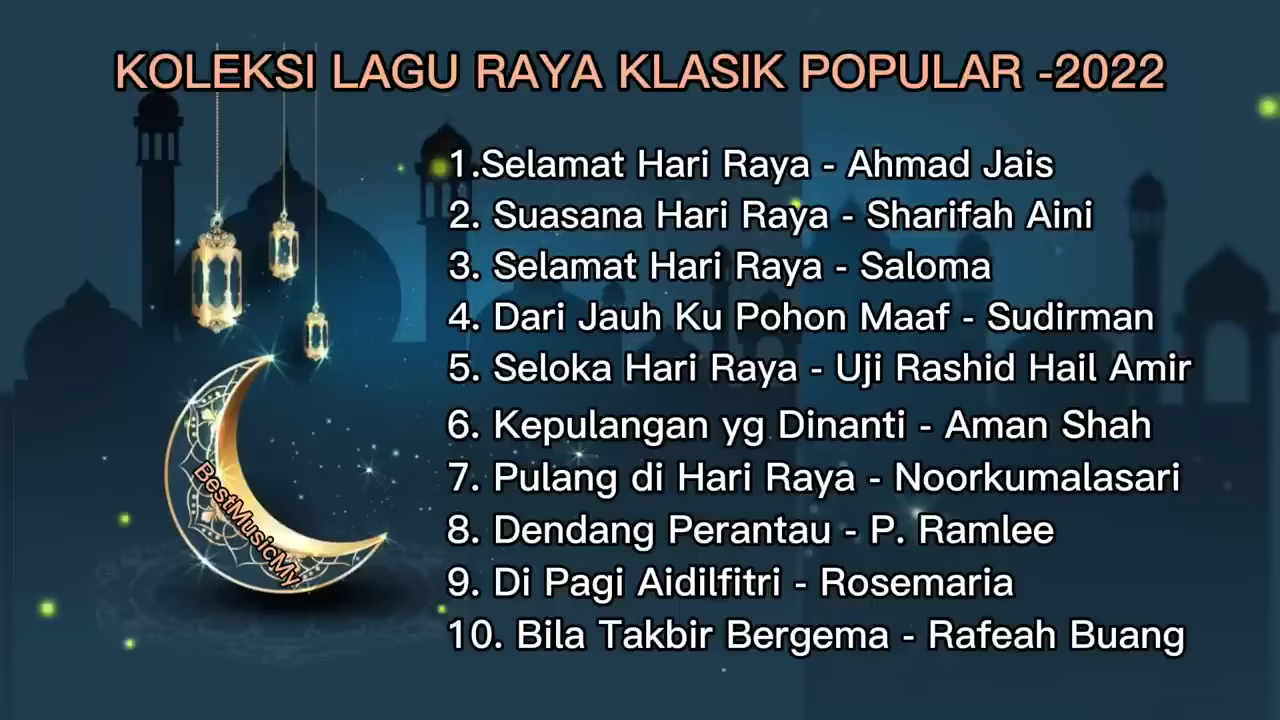 KOLEKSI LAGU RAYA KLASIK POPULAR -2022
1.Selamat Hari Raya - Ahmad Jais
2. Suasana Hari Raya - Sharifah Aini
3. Selamat Hari Raya - Saloma
4. Dari Jauh Ku Pohon Maaf - Sudirman
5. Seloka Hari Raya - Uji Rashid Hail Amir
6. Kepulangan yg Dinanti - Aman Shah
7. Pulang di Hari Raya - Noorkumalasari
8. Dendang Perantau - P. Ramlee
9. Di Pagi Aidilfitri - Rosemaria
10. Bila Takbir Bergema - Rafeah Buang
BestMusicMy